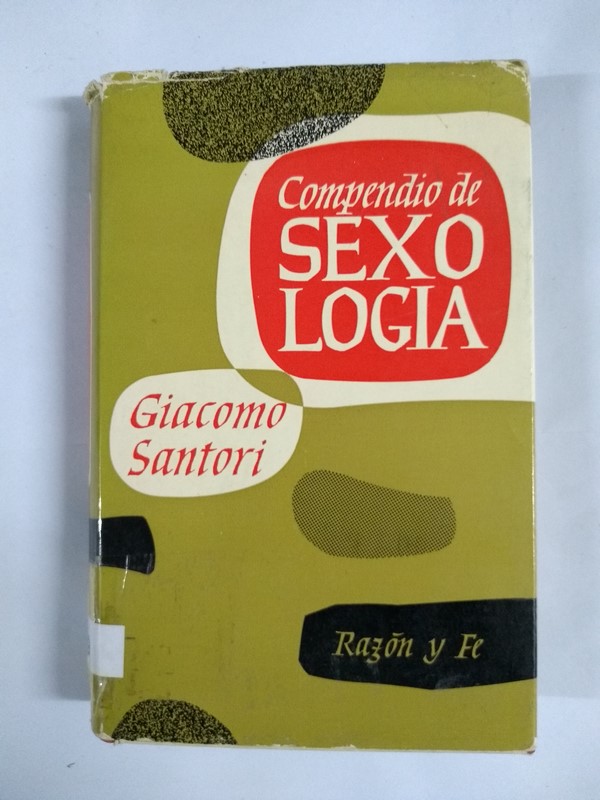 Compendio de
SEXO
LOGIA
Giacomo
Santori
Razón y Fe